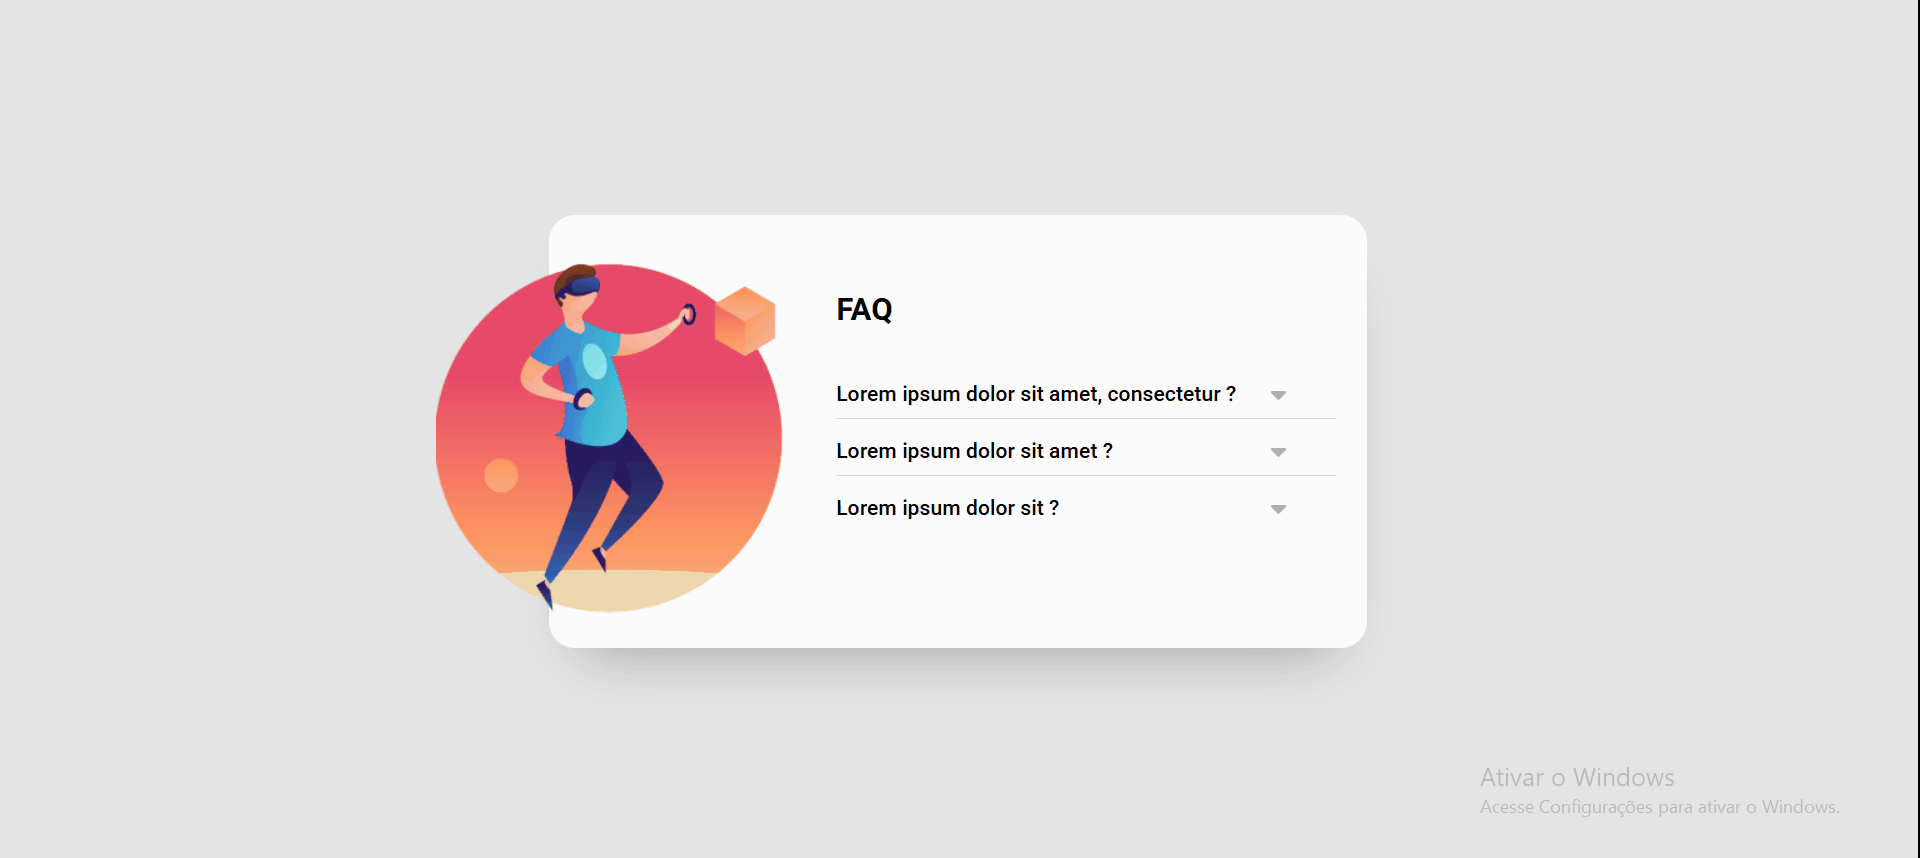 FAQ
Lorem ipsum dolor sit amet, consectetur ?
Lorem ipsum dolor sit amet ?
Lorem ipsum dolor sit ?
Ativar o Windows
Acesse Configurações para ativar o Windows.